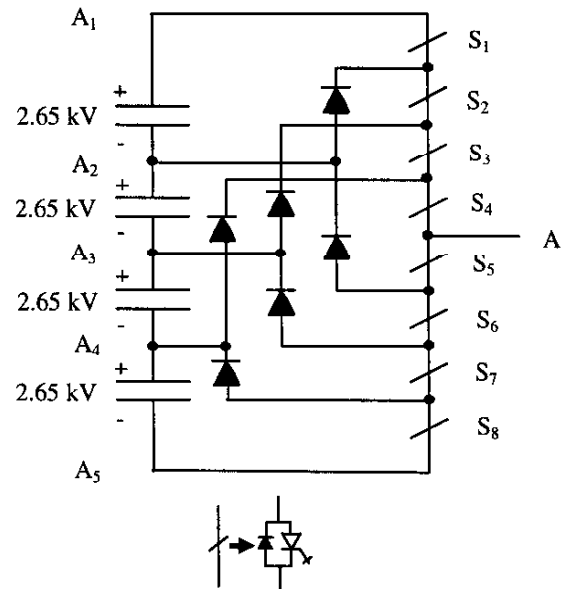 A₁
S₁
+
2.65 kV
-
S₂
A₂
S₃
+
2.65 kV
-
S₄
A
A₃
S₅
+
2.65 kV
-
S₆
A₄
S₇
+
2.65 kV
-
S₈
A₅